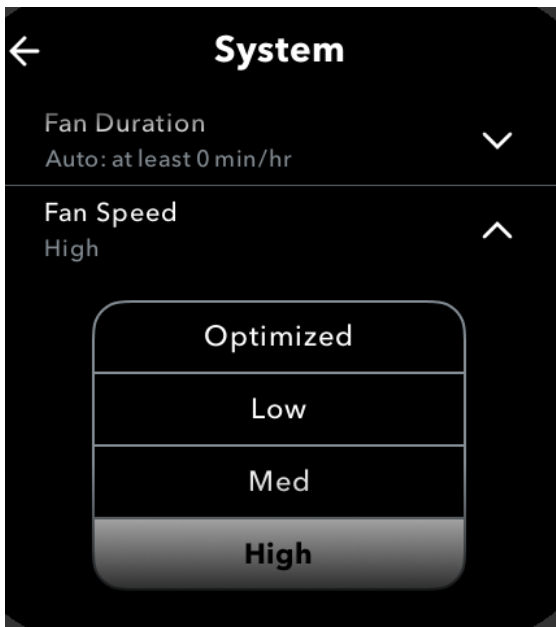 System
Fan Duration
Auto: at least 0 min/hr
Fan Speed
High
Optimized
Low
Med
High